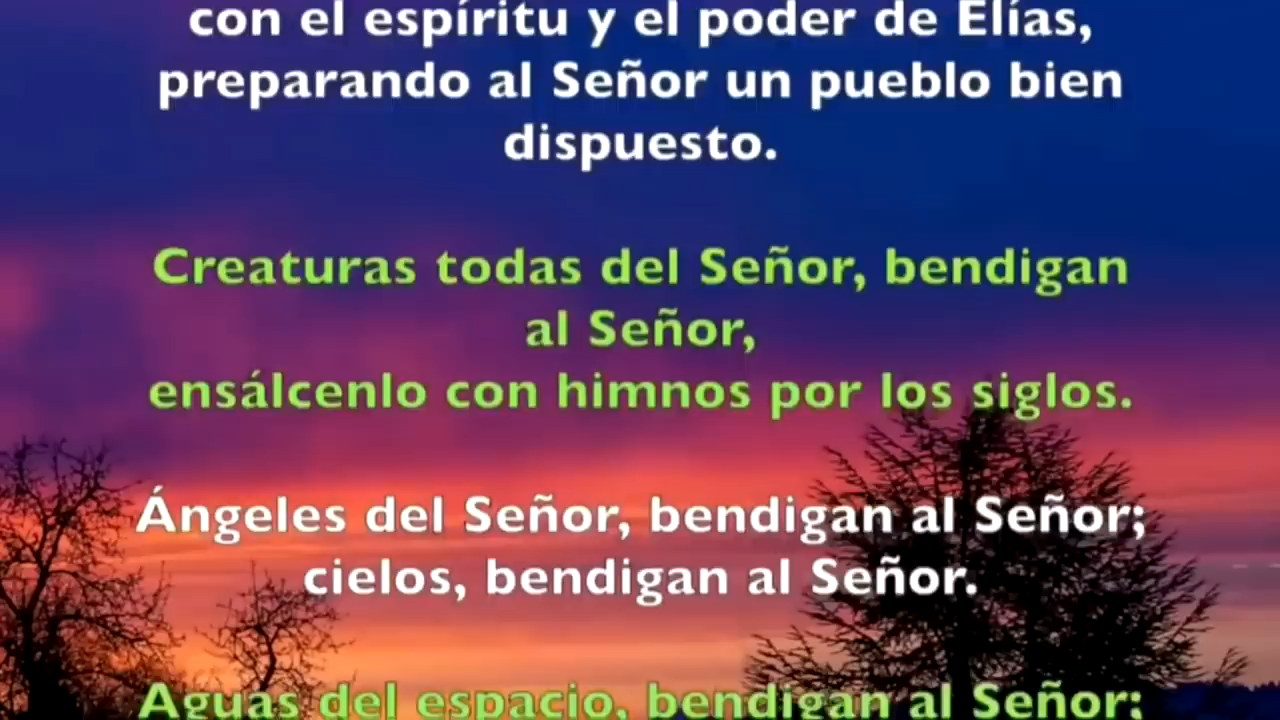 con el espíritu y el poder de Elías,
preparando al Señor un pueblo bien
dispuesto.
Creaturas todas del Señor, bendigan
al Señor,
ensálcenlo con himnos por los siglos.
Ángeles del Señor, bendigan al Señor;
cielos, bendigan al Señor.
Aguas del espacio, bendigan al Señor;